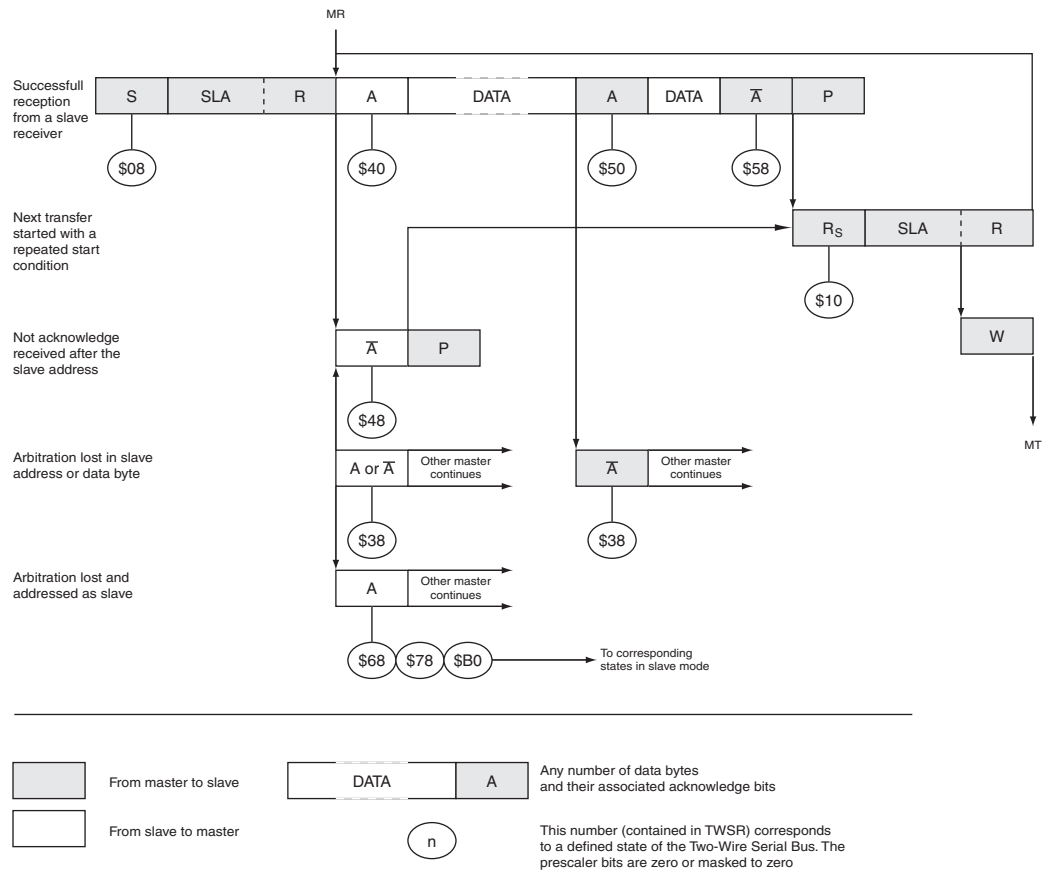 MR
Successfull
reception
from a slave
receiver
S SLA R A DATA A DATA A̅ P
$08 $40 $50 $58
Next transfer
started with a
repeated start
condition
RS SLA R
$10
Not acknowledge
received after the
slave address
A̅ P
W
$48
MT
Arbitration lost in slave
address or data byte
A or A̅
Other master
continues
A̅
Other master
continues
$38 $38
Arbitration lost and
addressed as slave
A
Other master
continues
$68 $78 $B0
To corresponding
states in slave mode
From master to slave
DATA A
Any number of data bytes
and their associated acknowledge bits
From slave to master
n
This number (contained in TWSR) corresponds
to a defined state of the Two-Wire Serial Bus. The
prescaler bits are zero or masked to zero